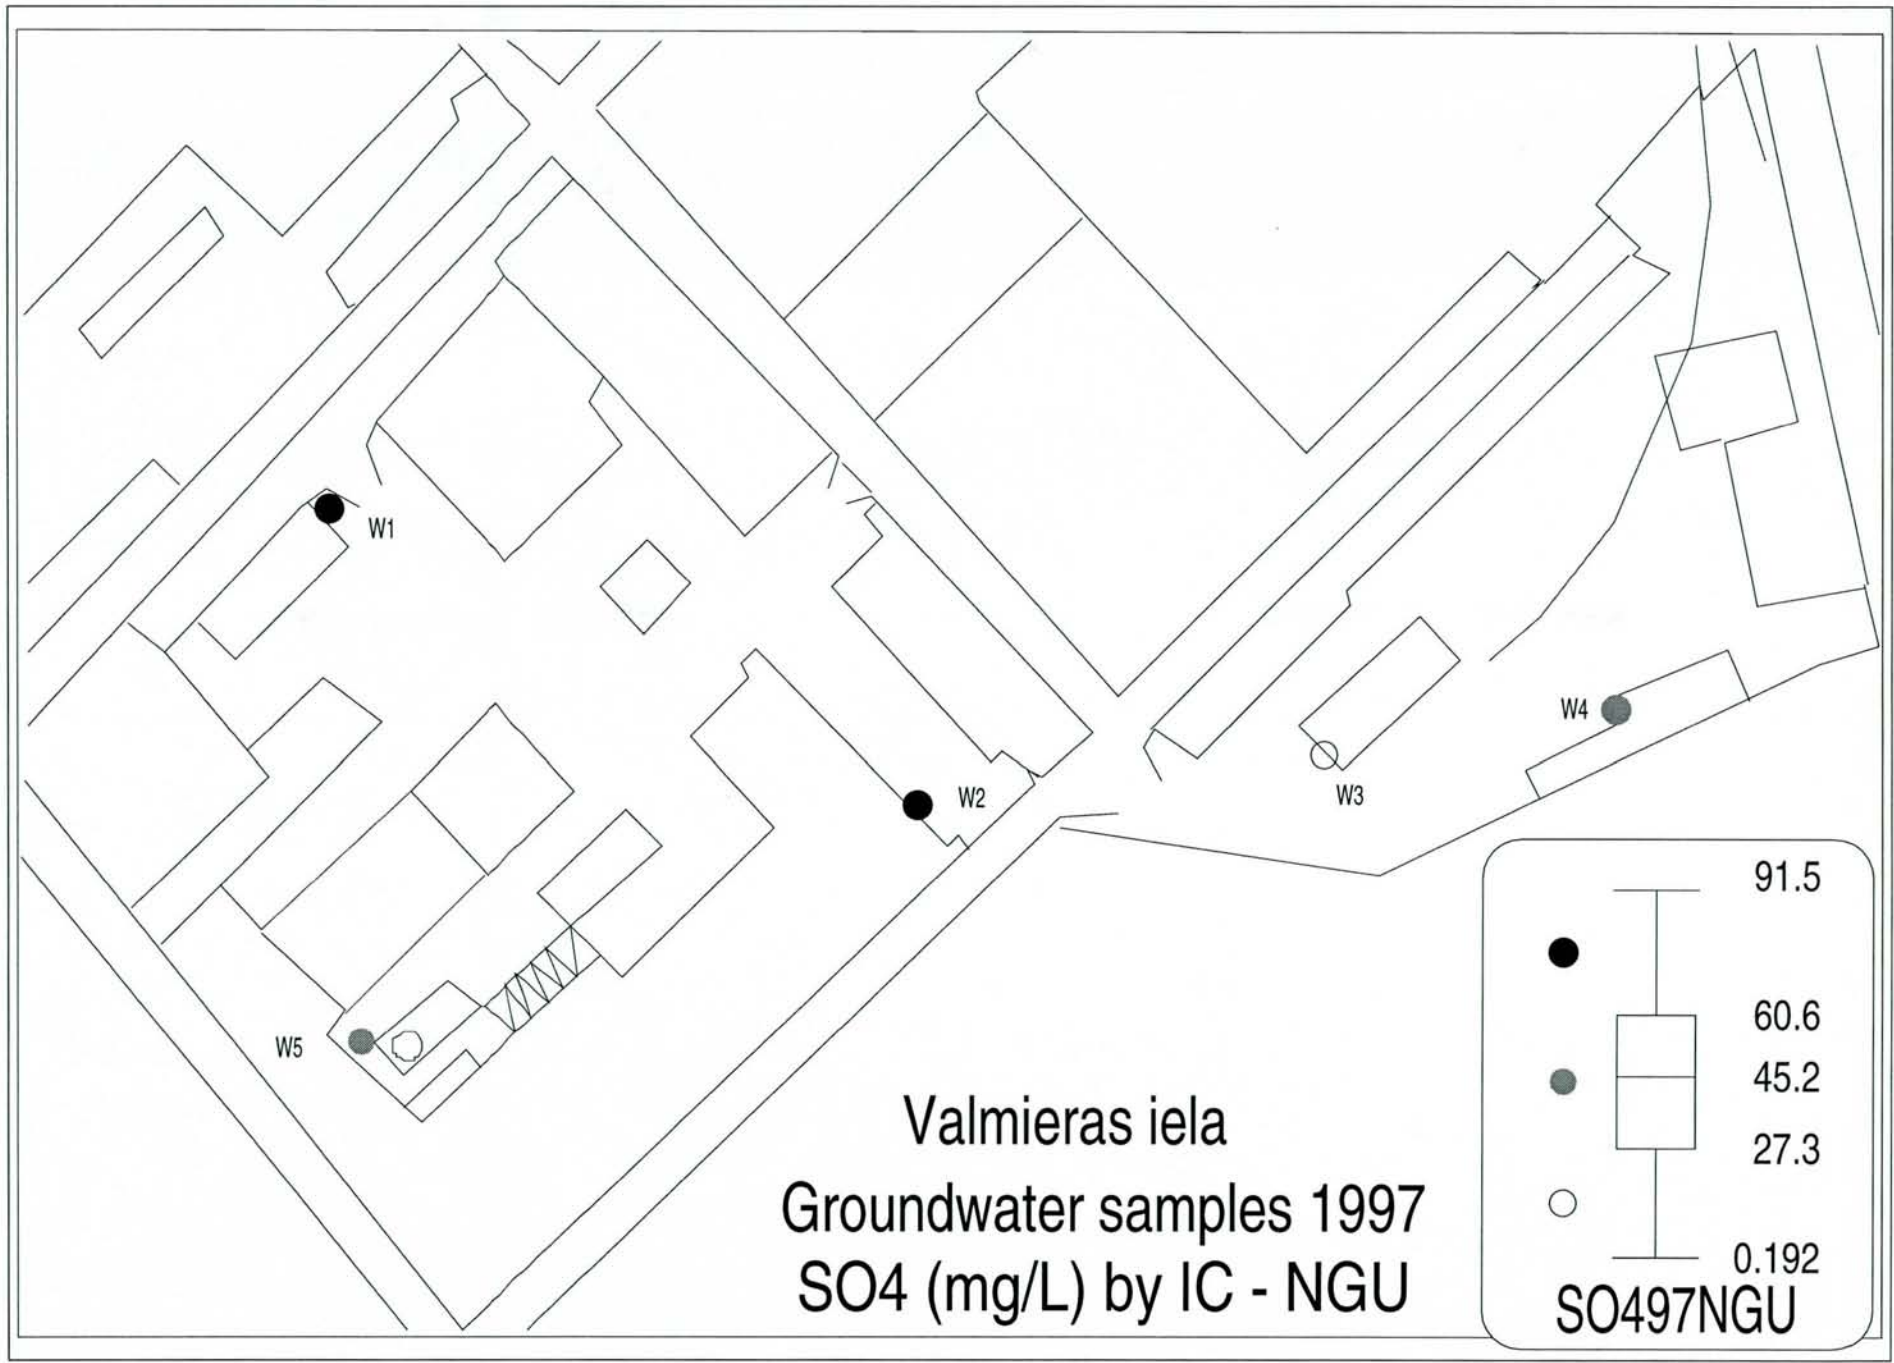 W1
W2
W3
W4
W5
Valmieras iela
Groundwater samples 1997
SO4 (mg/L) by IC - NGU
91.5
60.6
45.2
27.3
0.192
SO497NGU